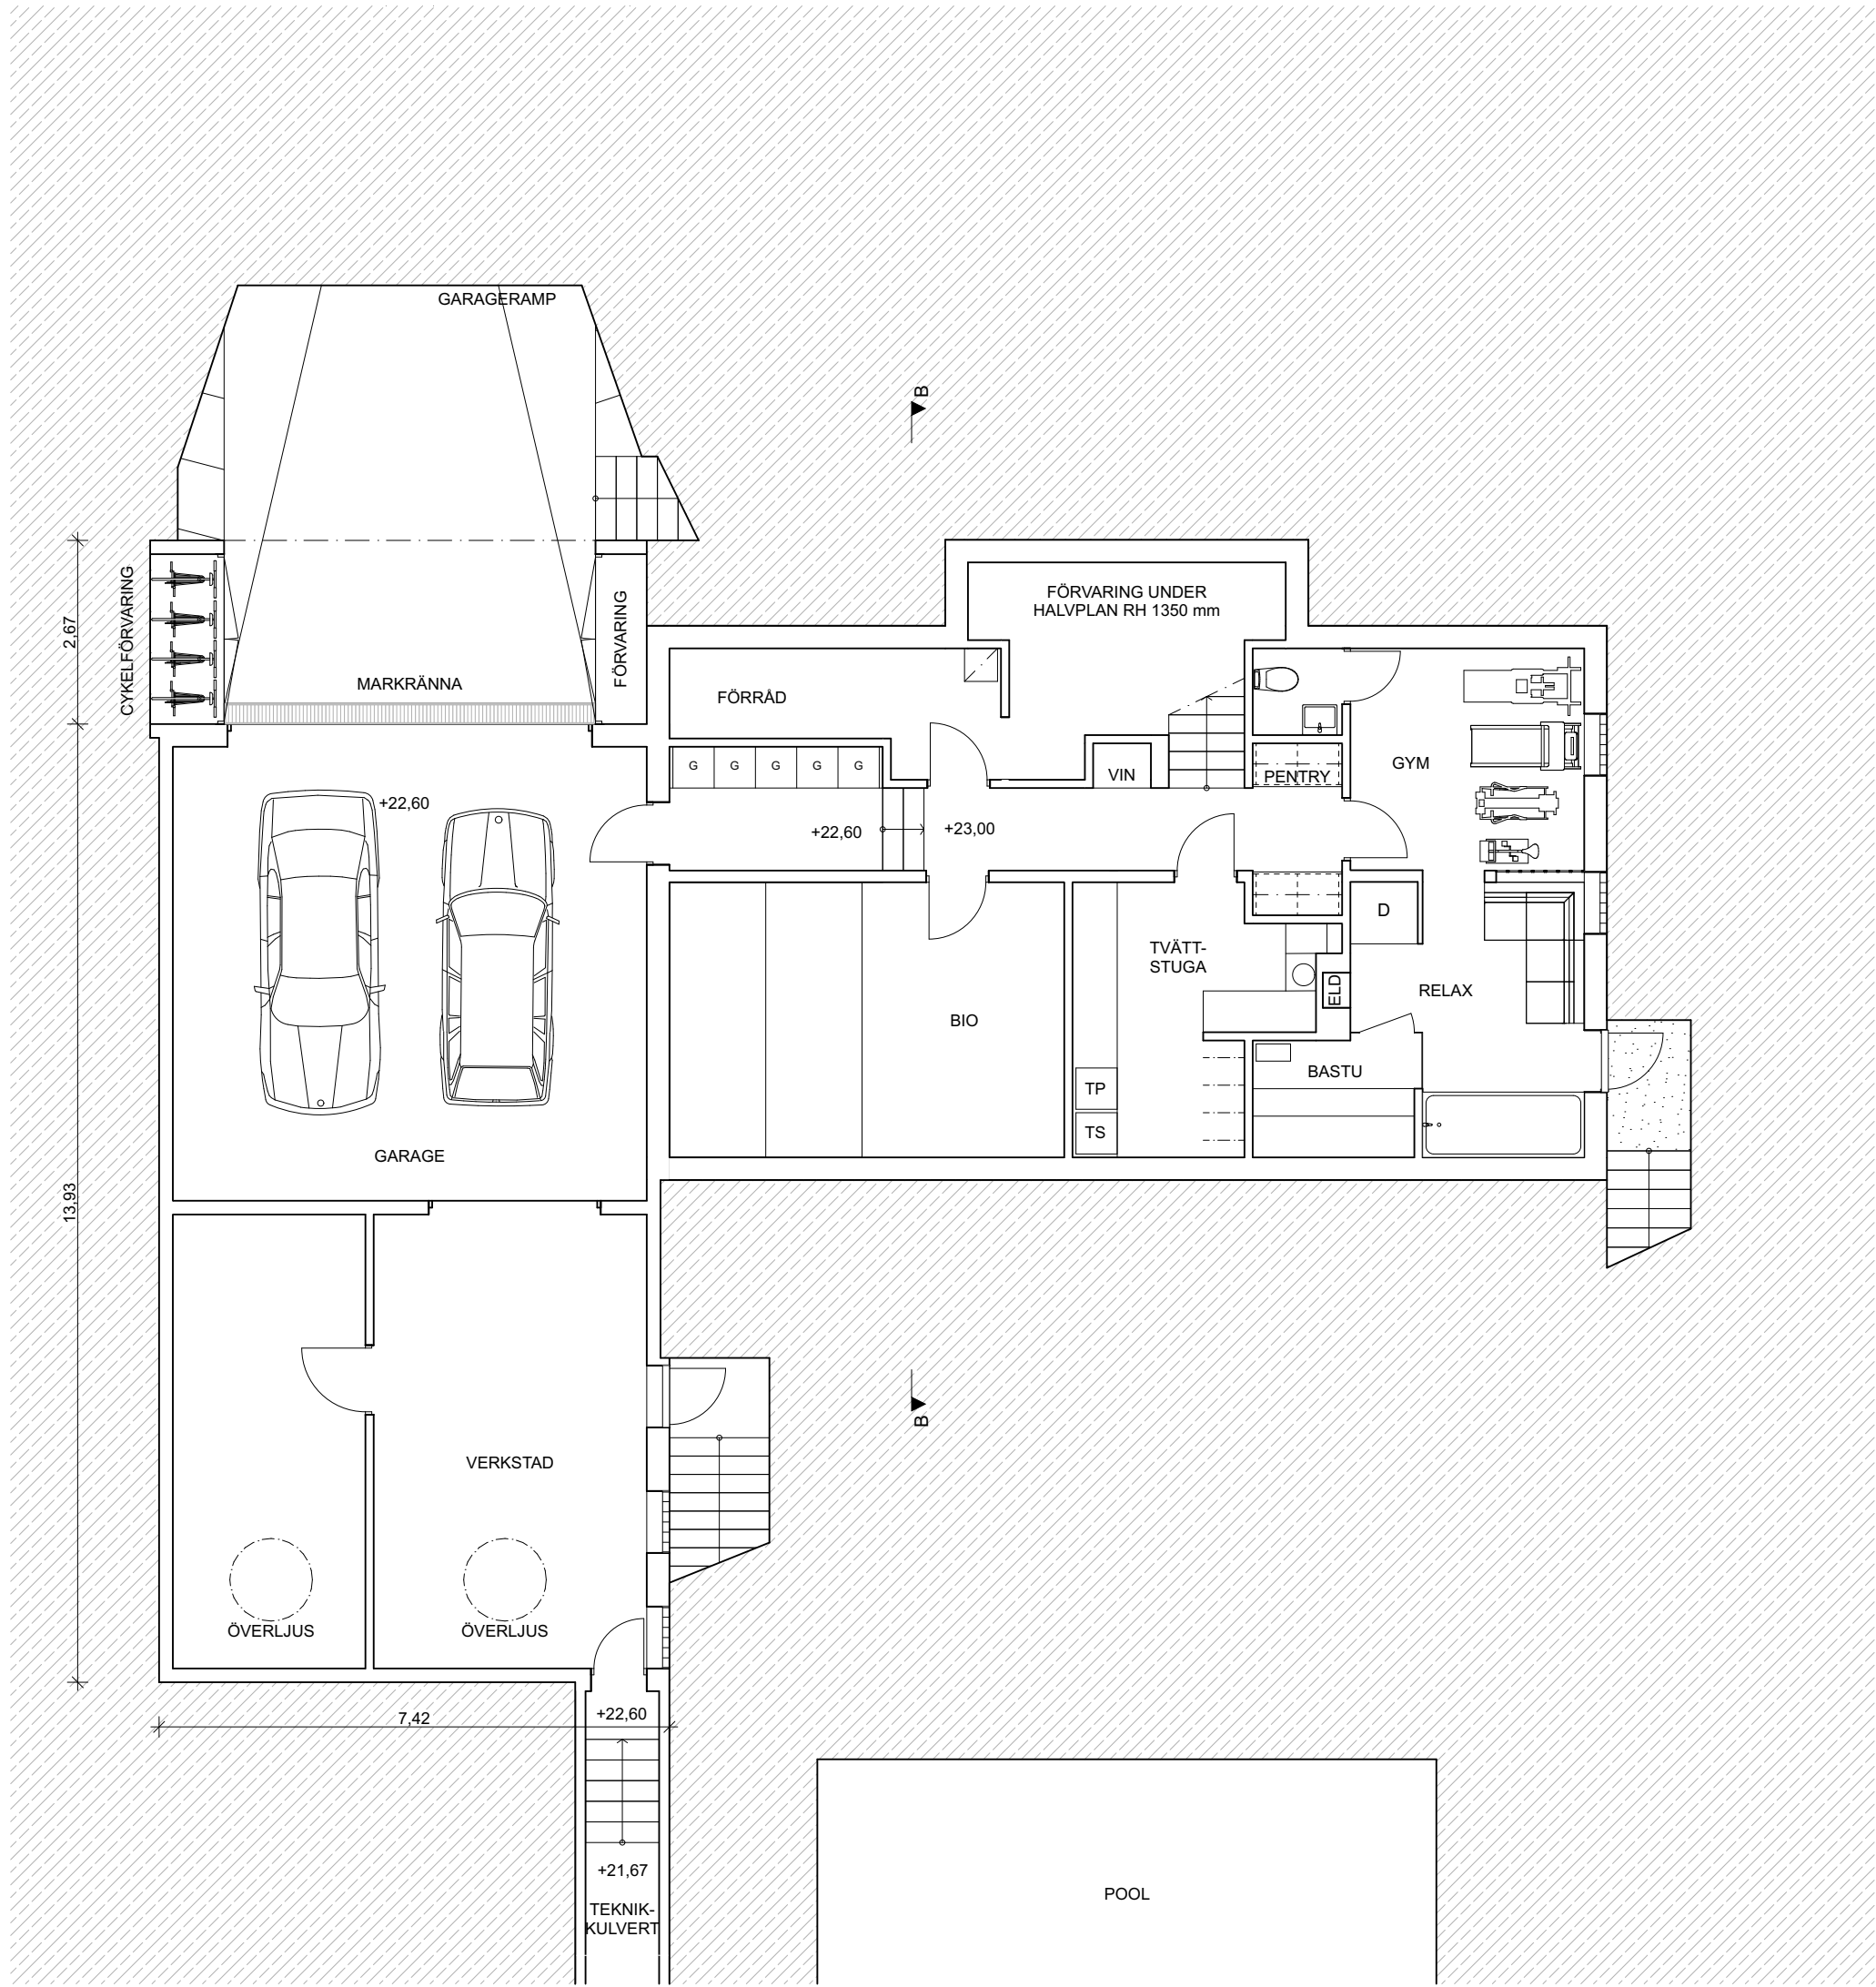 GARAGERAMP
B
CYKELFÖRVARING
2,67
MARKRÄNNA
FÖRVARING
FÖRVARING UNDER
HALVPLAN RH 1350 mm
FÖRRÅD
G
G
G
G
G
VIN
PENTRY
GYM
+22,60
+22,60
+23,00
D
TVÄTT-
STUGA
ELD
RELAX
BIO
BASTU
TP
TS
GARAGE
13,93
B
VERKSTAD
ÖVERLJUS
ÖVERLJUS
7,42
+22,60
+21,67
TEKNIK-
KULVERT
POOL